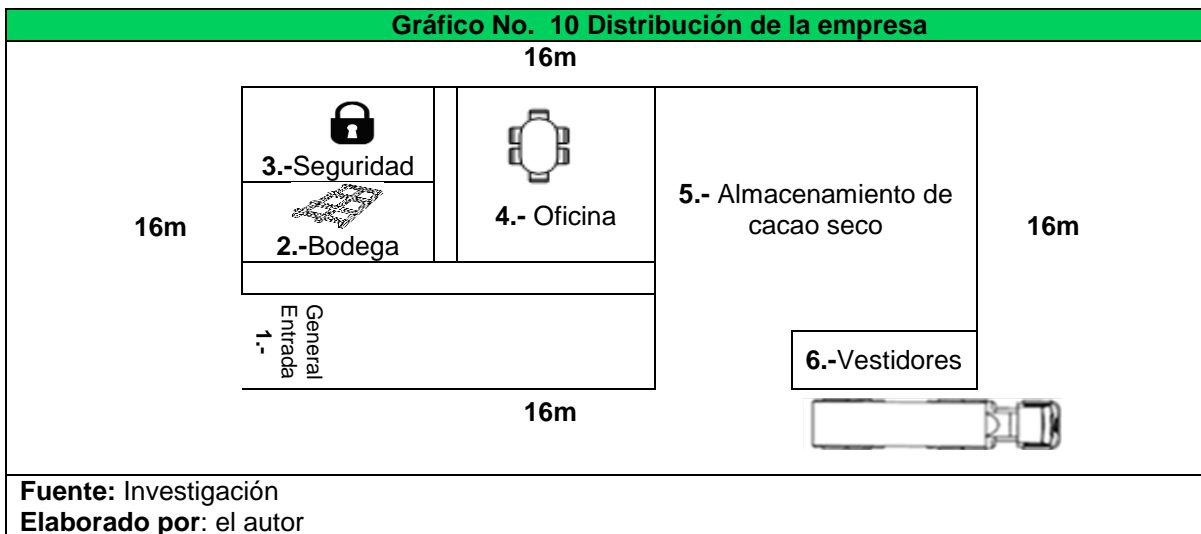 Gráfico No. 10 Distribución de la empresa
16m
3.-Seguridad
2.-Bodega
4.- Oficina
5.- Almacenamiento de
cacao seco
16m
16m
1.-
Entrada
General
6.-Vestidores
16m
Fuente: Investigación
Elaborado por: el autor